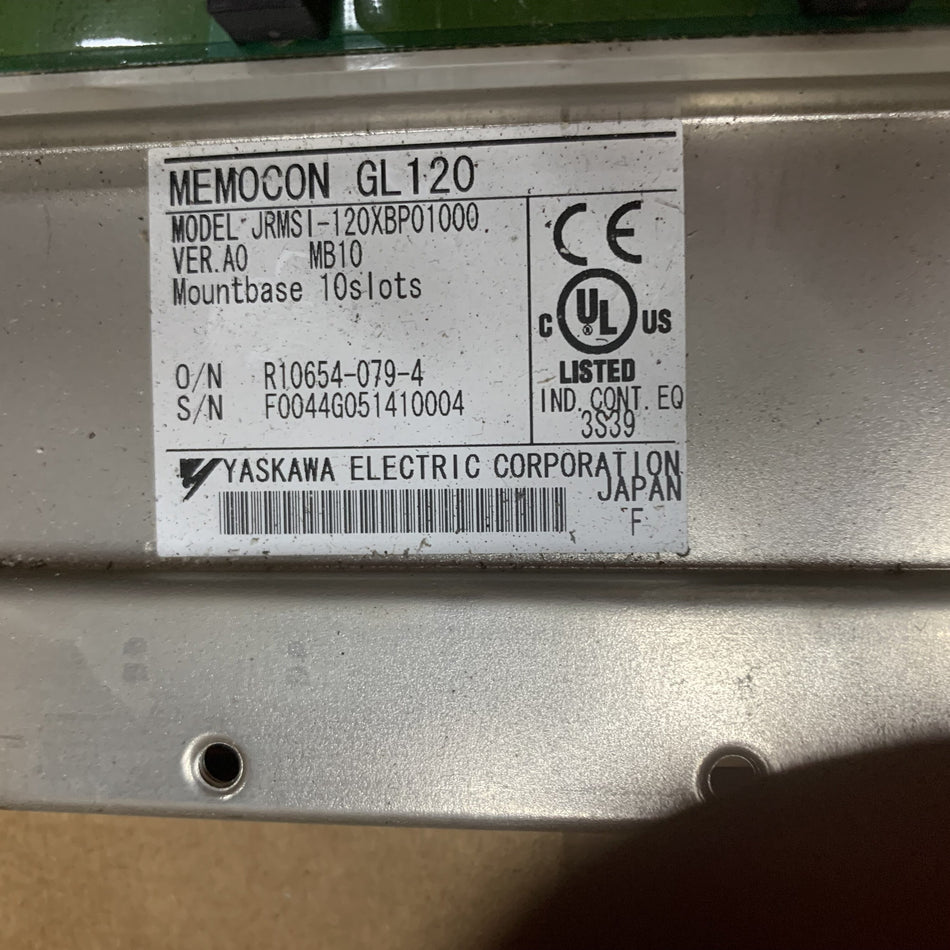 MEMOCON GL120
MODEL JRMSI-120XBP01000.
VER.A0 MB10
Mountbase 10slots
O/N R10654-079-4
S/N F0044G051410004
CE
C UL US
®
LISTED
IND. CONT. EQ
3S39
YASKAWA ELECTRIC CORPORATION
JAPAN
F